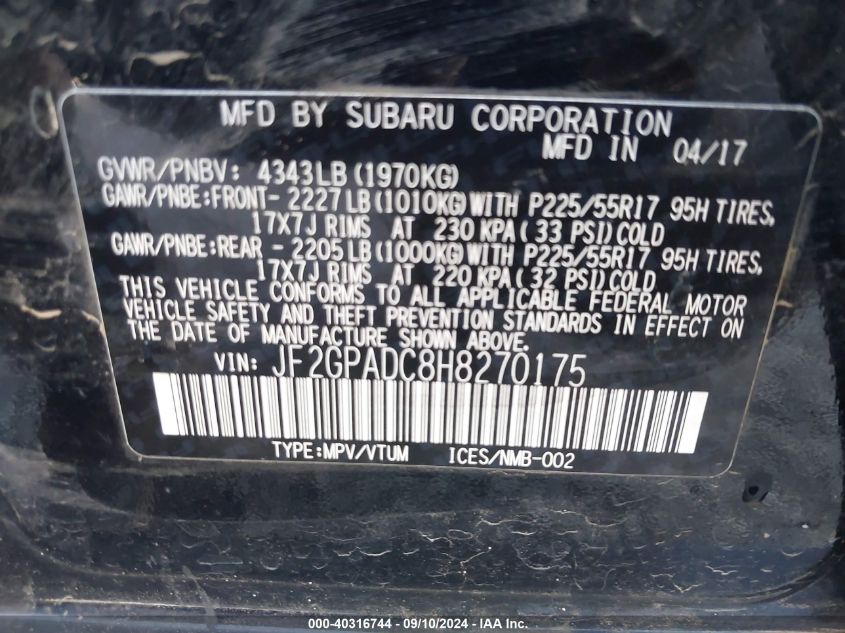 MFD BY SUBARU CORPORATION
MFD IN 04/17
GVWR/PNBV: 4343LB (1970KG)
GAWR/PNBE:FRONT- 2227LB (1010KG) WITH P225/55R17 95H TIRES,
17X7J RIMS AT 230 KPA( 33 PSI) COLD
GAWR/PNBE:REAR - 2205LB (1000KG) WITH P225/55R17 95H TIRES,
17X7J RIMS AT 220 KPA( 32 PSI) COLD
THIS VEHICLE CONFORMS TO ALL APPLICABLE FEDERAL MOTOR
VEHICLE SAFETY AND THEFT PREVENTION STANDARDS IN EFFECT ON
THE DATE OF MANUFACTURE SHOWN ABOVE.
VIN: JF2GPADC8H8270175
TYPE:MPV/VTUM ICES/NMB-002
000-40316744 - 09/10/2024 - IAA Inc.